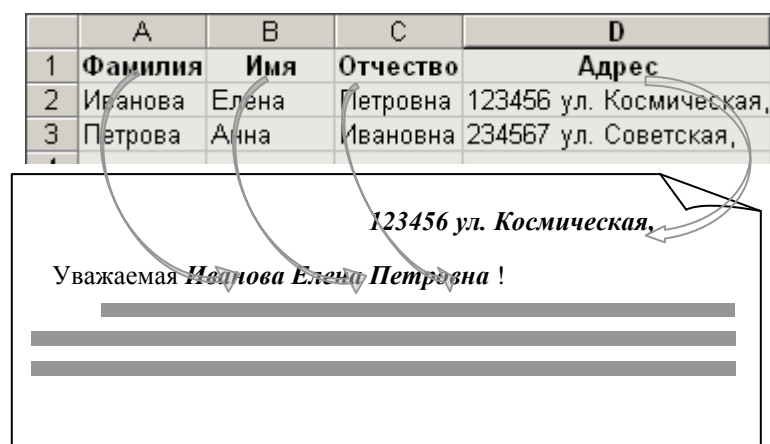 A B C D
1 Фамилия Имя Отчество Адрес
2 Иванова Елена Петровна 123456 ул. Космическая,
3 Петрова Анна Ивановна 234567 ул. Советская,
123456 ул. Космическая,
Уважаемая Иванова Елена Петровна !